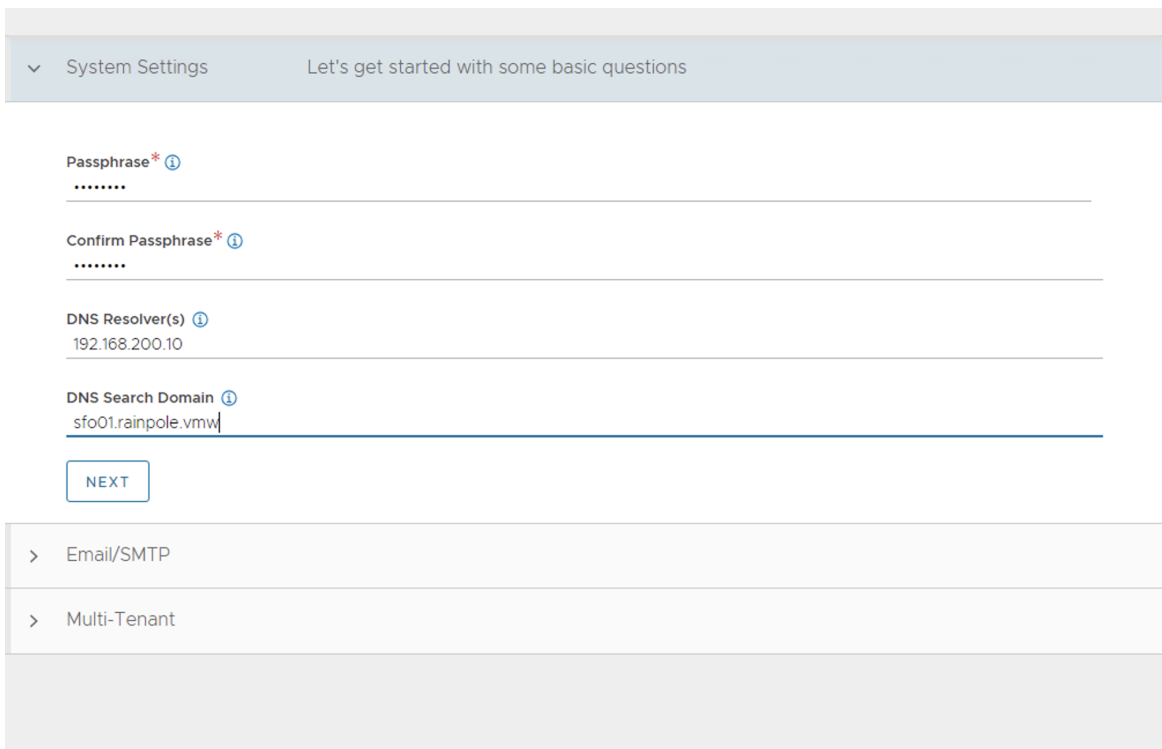 System Settings Let's get started with some basic questions
Passphrase*
••••••••
Confirm Passphrase*
••••••••
DNS Resolver(s)
192.168.200.10
DNS Search Domain
sfo01.rainpole.vmw
NEXT
Email/SMTP
Multi-Tenant